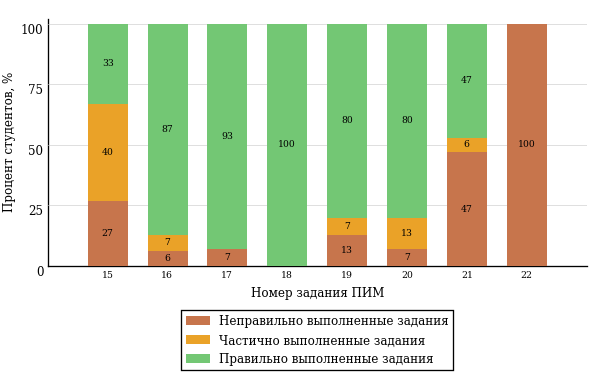 Процент студентов, %
100
75
50
25
0
33 87 93 100 80 80 47 100
40 7 7 13 6
27 6 7 13 7 47
15 16 17 18 19 20 21 22
Номер задания ПИМ
Неправильно выполненные задания
Частично выполненные задания
Правильно выполненные задания